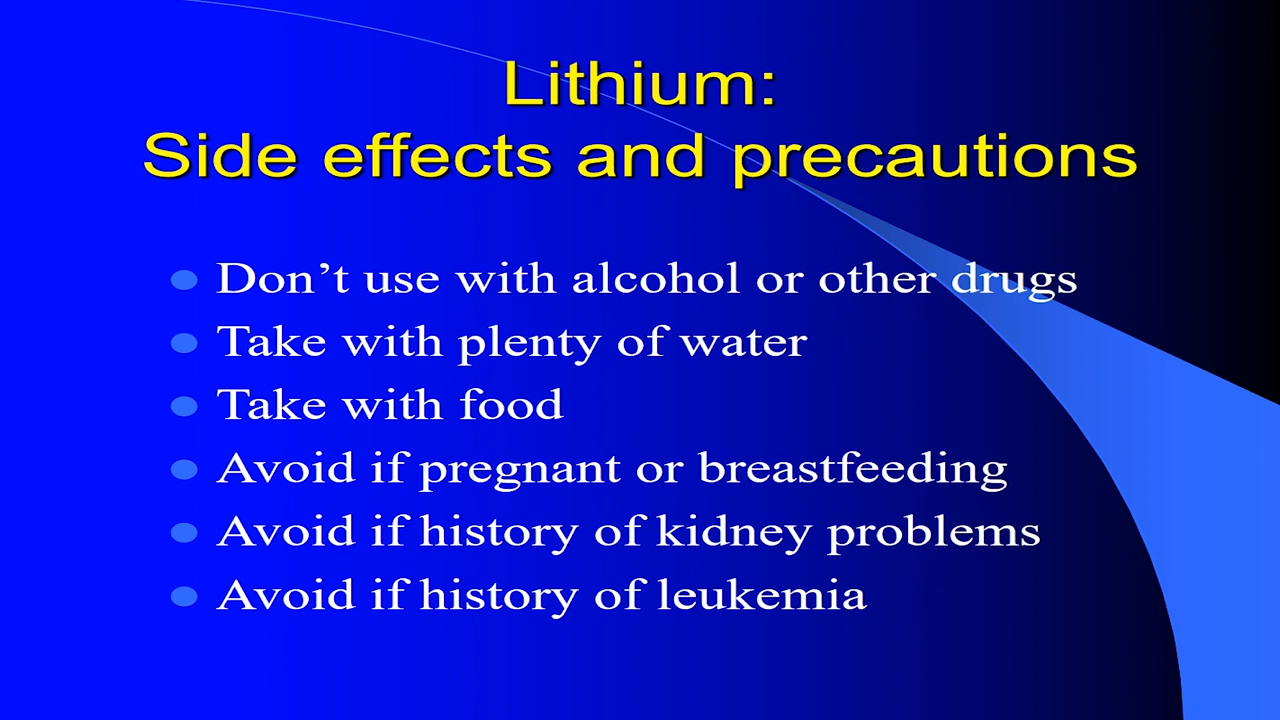 Lithium:
Side effects and precautions
Don’t use with alcohol or other drugs
Take with plenty of water
Take with food
Avoid if pregnant or breastfeeding
Avoid if history of kidney problems
Avoid if history of leukemia